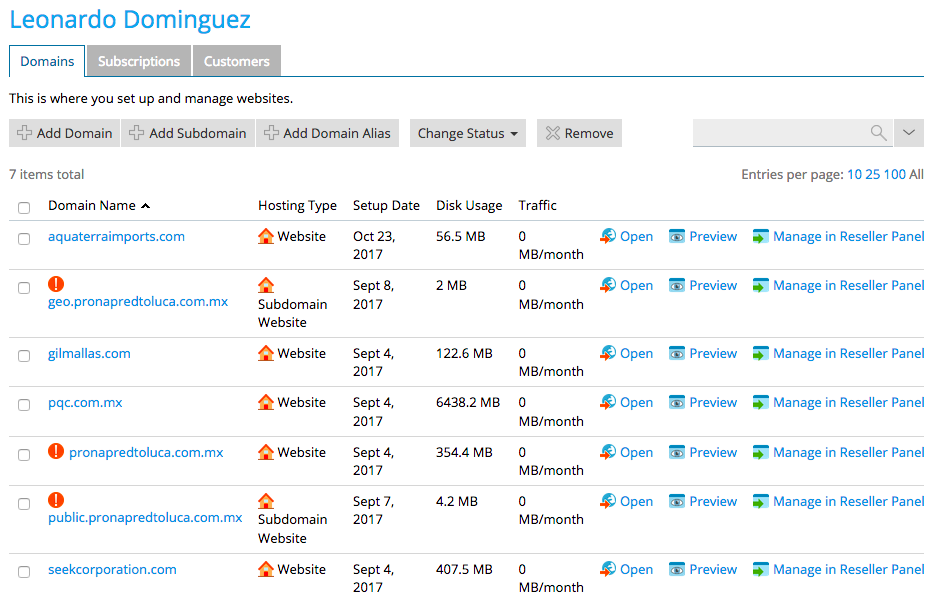 Leonardo Dominguez
Domains Subscriptions Customers
This is where you set up and manage websites.
Add Domain Add Subdomain Add Domain Alias Change Status Remove
7 items total Entries per page: 10 25 100 All
Domain Name Hosting Type Setup Date Disk Usage Traffic
aquaterraimports.com Website Oct 23, 56.5 MB 0 Open Preview Manage in Reseller Panel
2017 MB/month
Sept 8, 2 MB 0 Open Preview Manage in Reseller Panel
geo.pronapredtoluca.com.mx Subdomain 2017 MB/month
Website
gilmallas.com Website Sept 4, 122.6 MB 0 Open Preview Manage in Reseller Panel
2017 MB/month
pqc.com.mx Website Sept 4, 6438.2 MB 0 Open Preview Manage in Reseller Panel
2017 MB/month
pronapredtoluca.com.mx Website Sept 4, 354.4 MB 0 Open Preview Manage in Reseller Panel
2017 MB/month
Sept 7, 4.2 MB 0 Open Preview Manage in Reseller Panel
public.pronapredtoluca.com.mx Subdomain 2017 MB/month
Website
seekcorporation.com Website Sept 4, 407.5 MB 0 Open Preview Manage in Reseller Panel
2017 MB/month